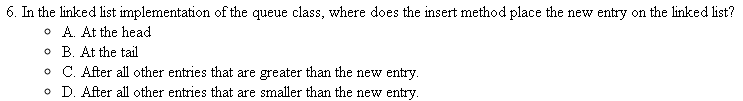 6. In the linked list implementation of the queue class, where does the insert method place the new entry on the linked list?
A. At the head
B. At the tail
C. After all other entries that are greater than the new entry.
D. After all other entries that are smaller than the new entry.